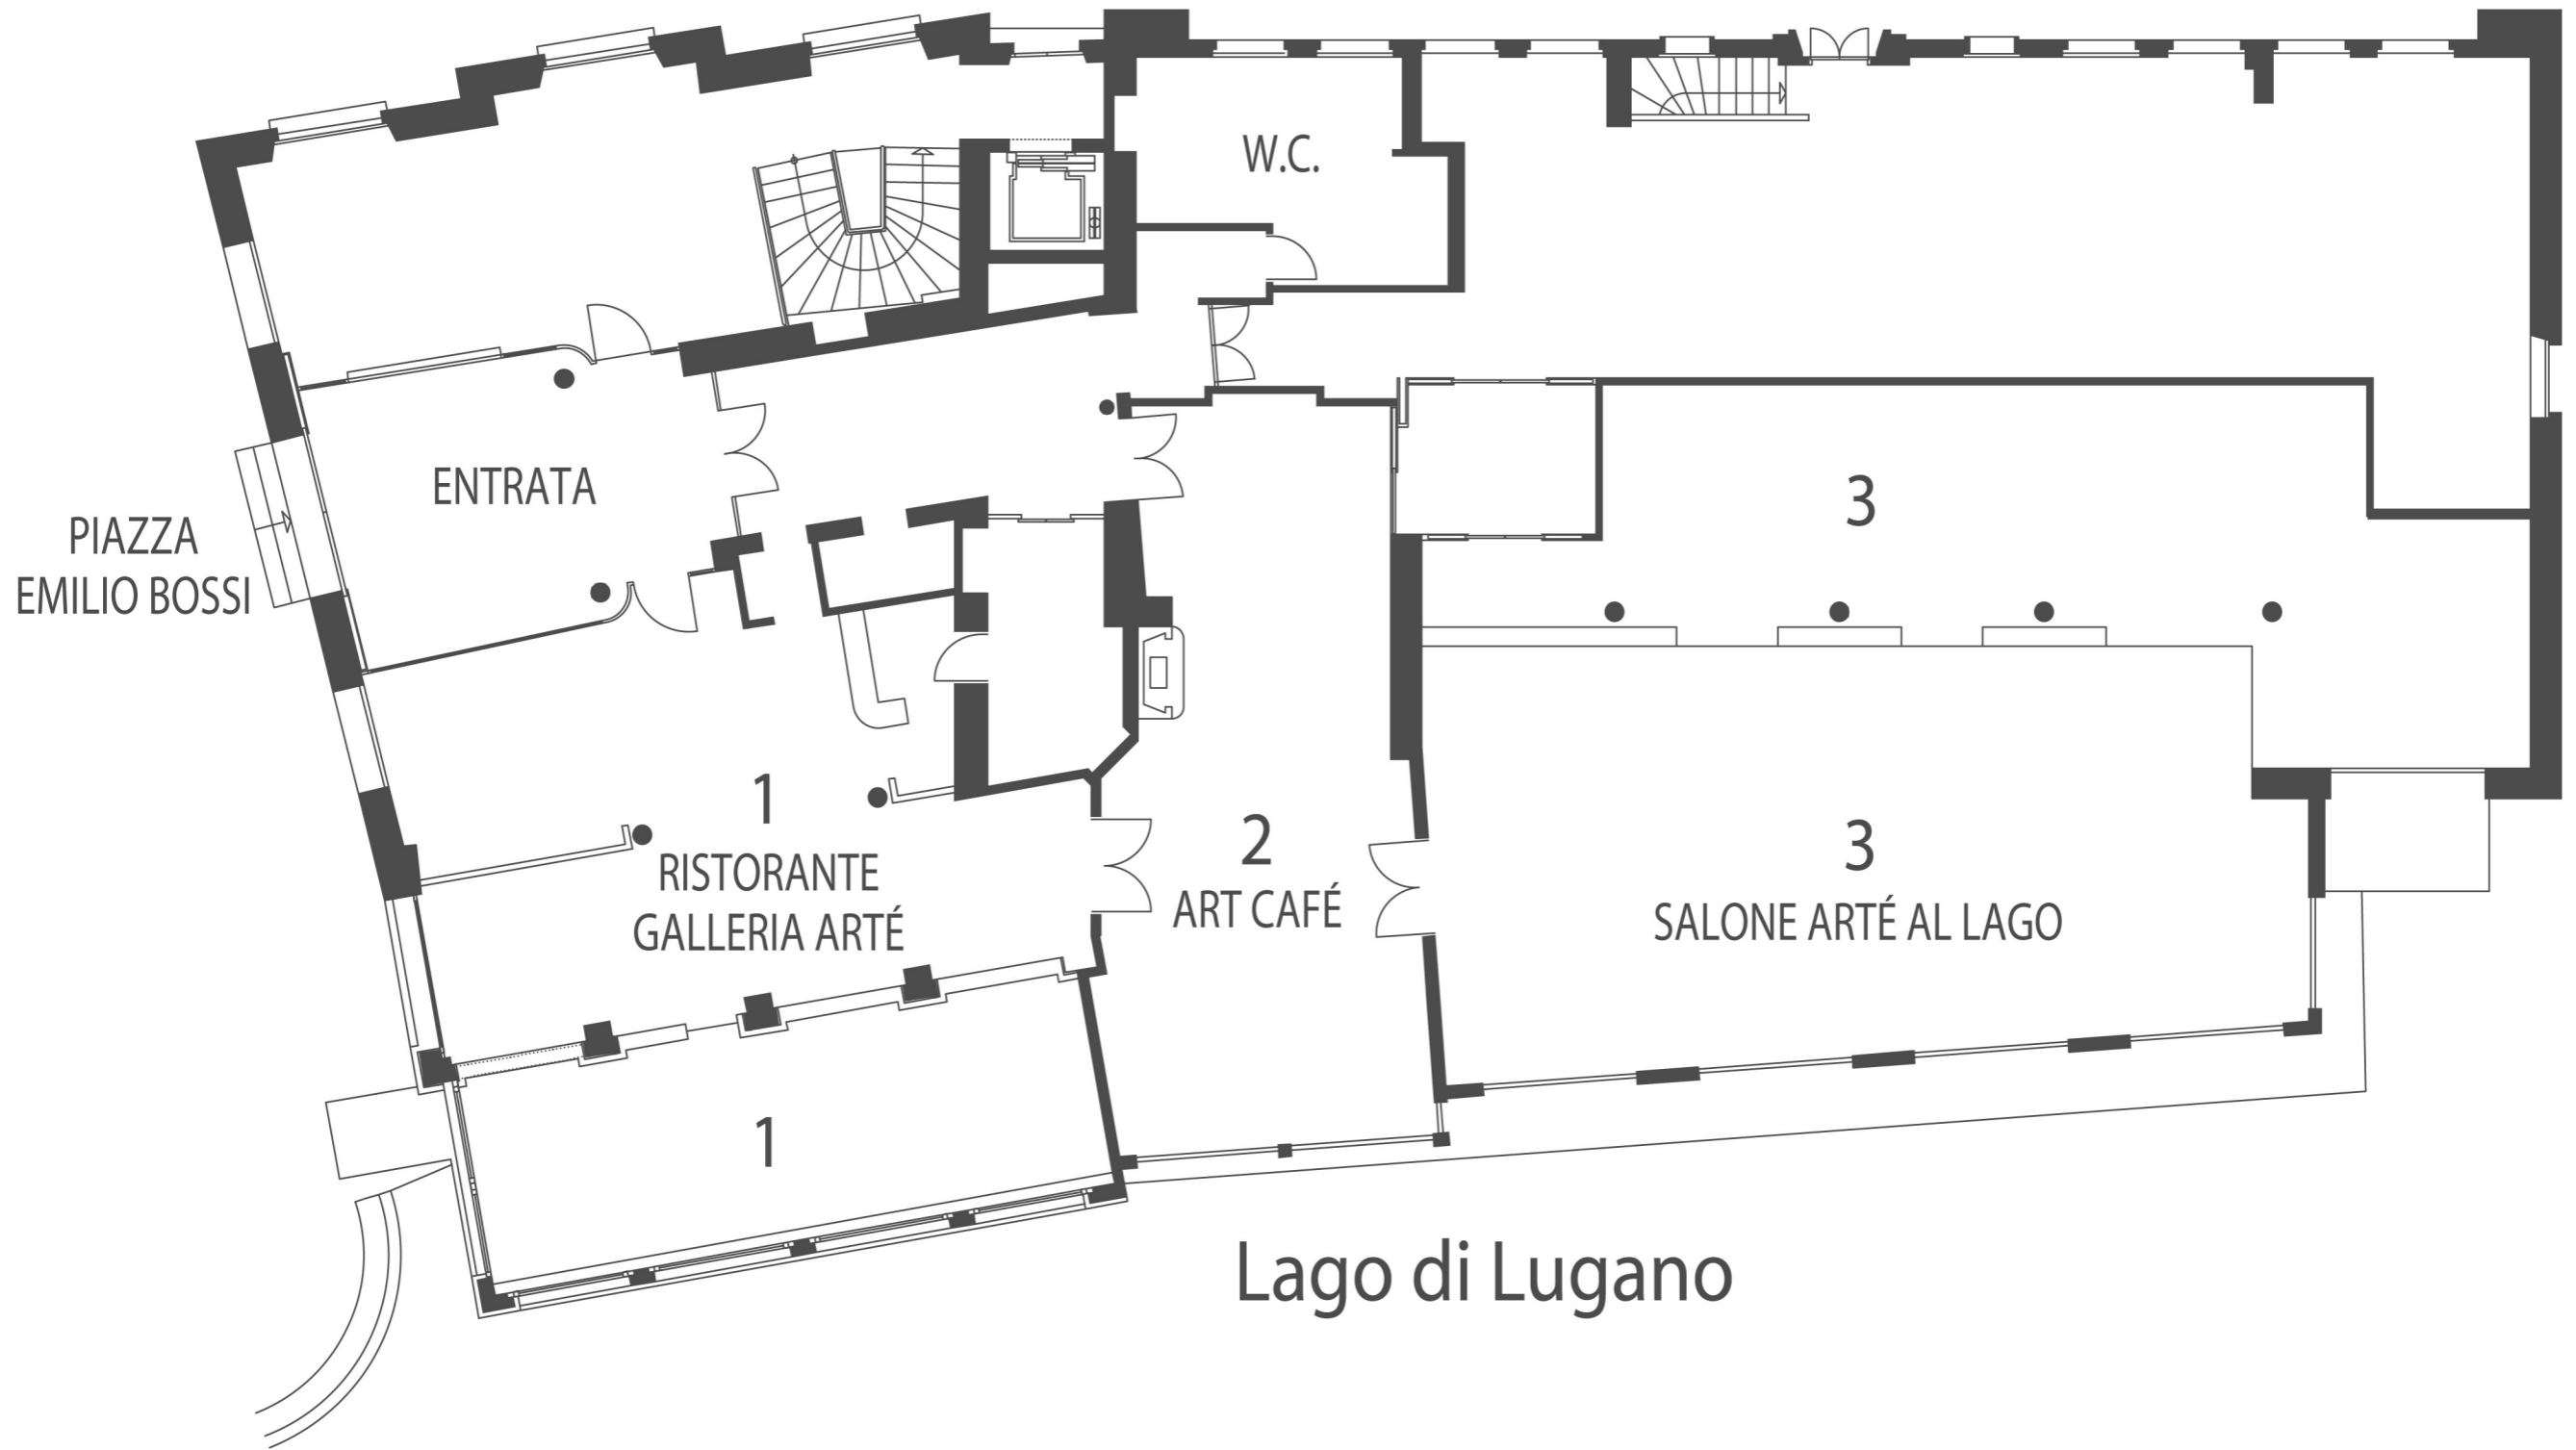 W.C.
ENTRATA
PIAZZA
EMILIO BOSSI
3
1
RISTORANTE
GALLERIA ARTÉ
2
ART CAFÉ
3
SALONE ARTÉ AL LAGO
1
Lago di Lugano